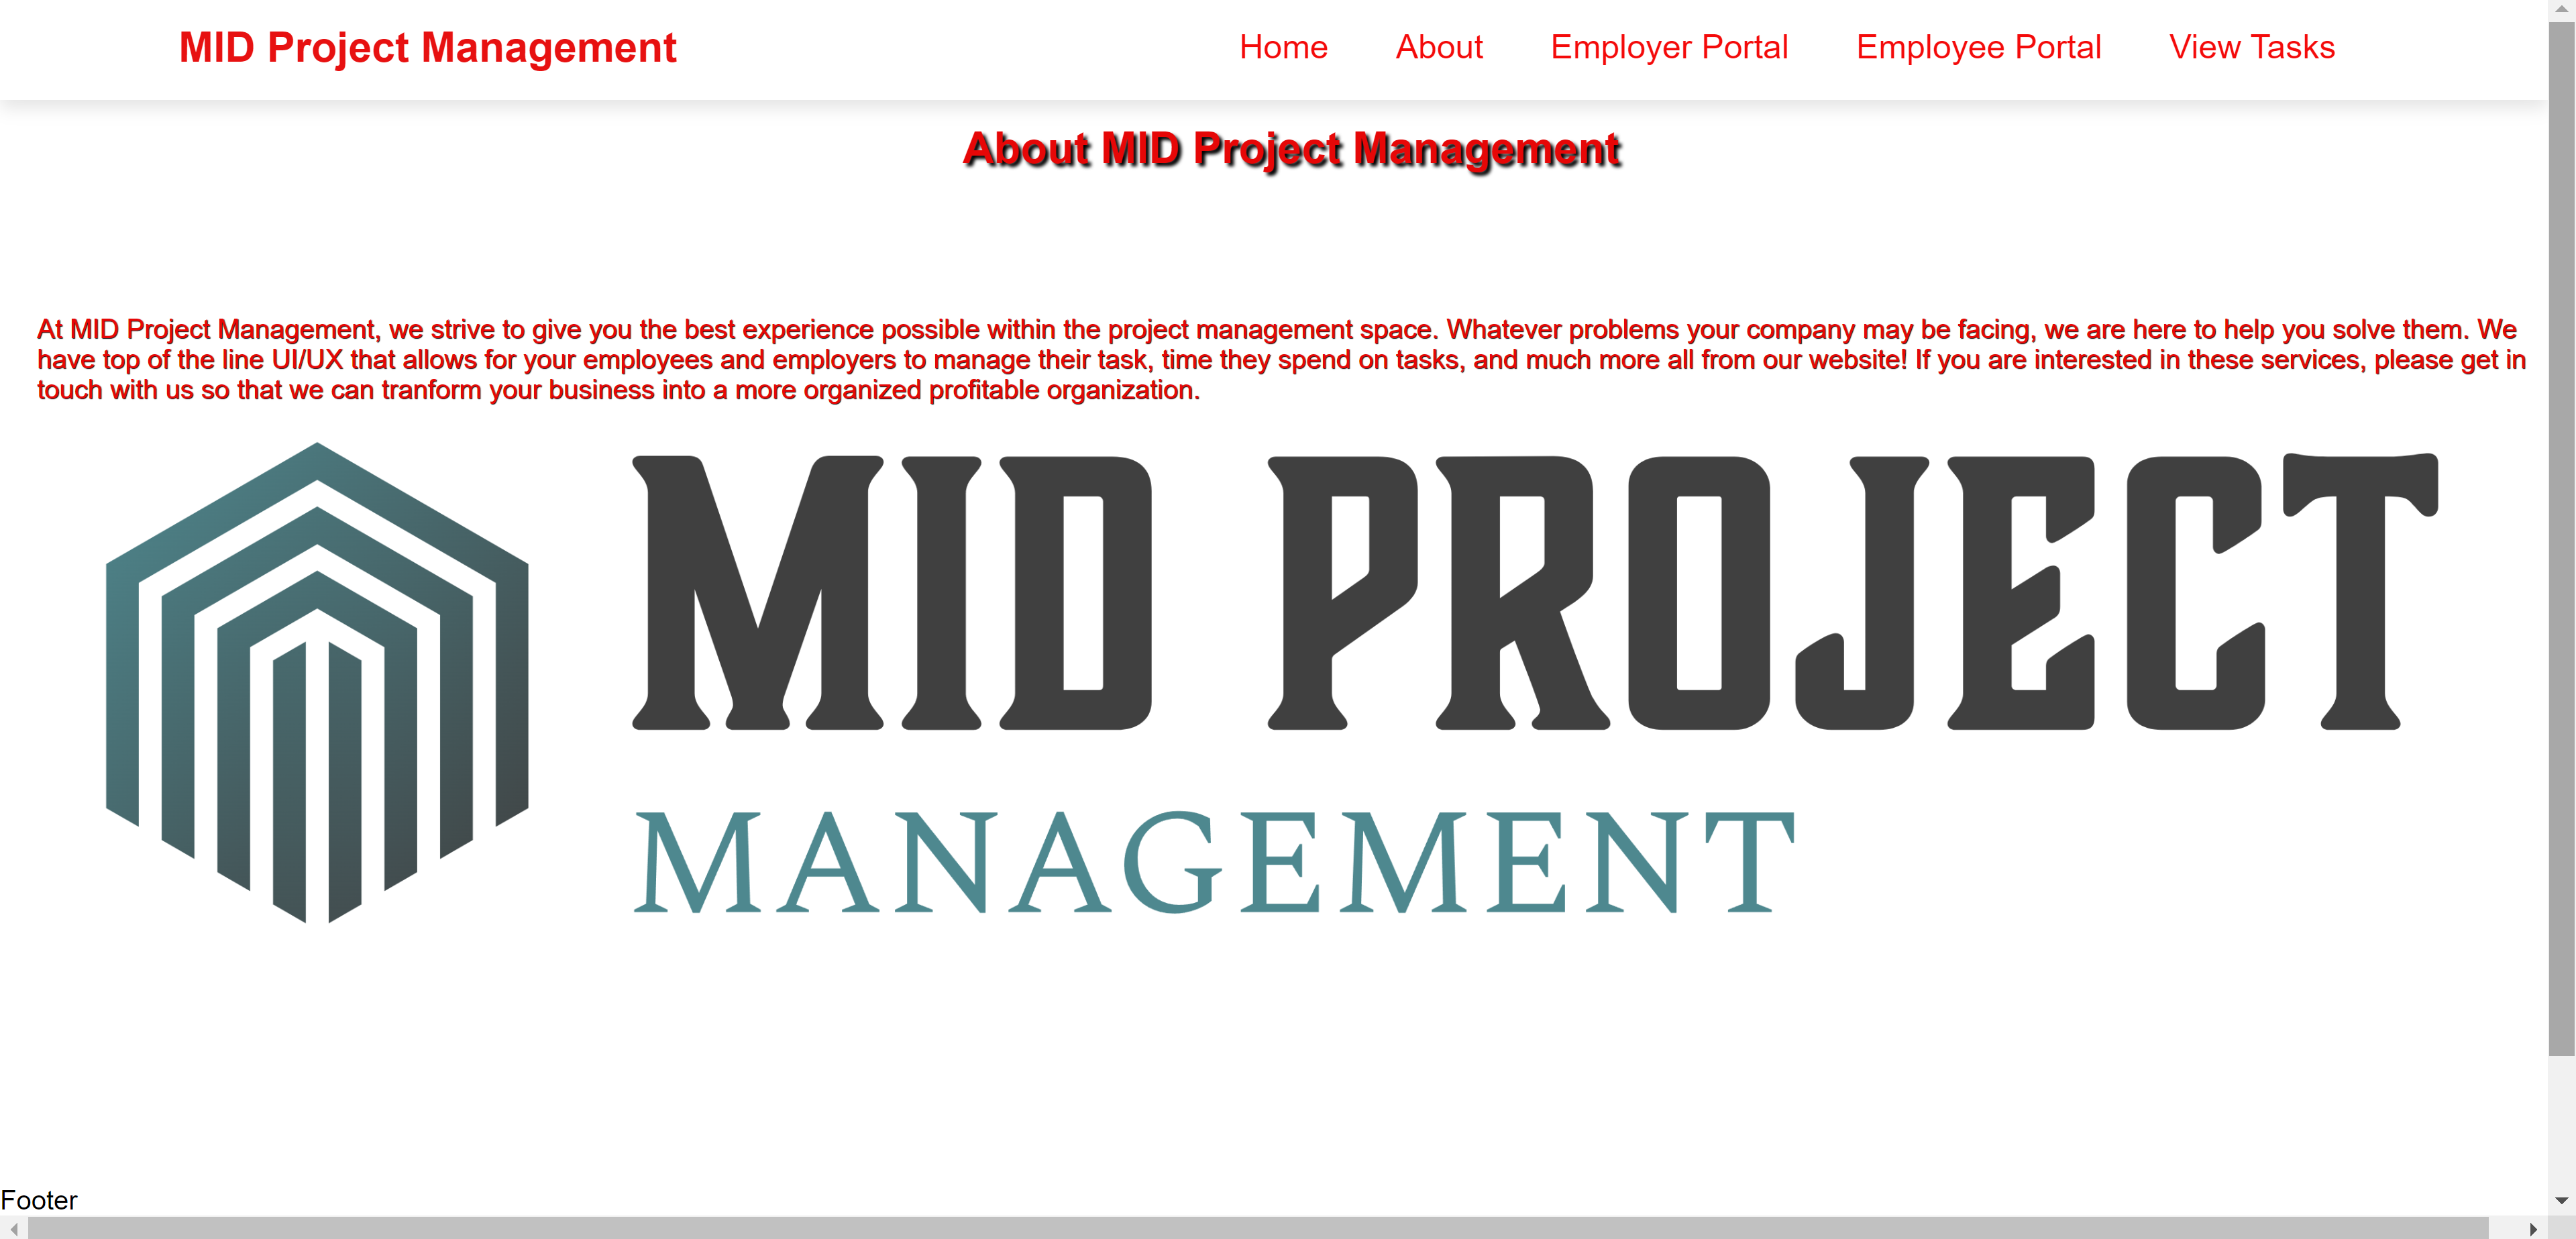 MID Project Management
Home About Employer Portal Employee Portal View Tasks
About MID Project Management
At MID Project Management, we strive to give you the best experience possible within the project management space. Whatever problems your company may be facing, we are here to help you solve them. We
have top of the line UI/UX that allows for your employees and employers to manage their task, time they spend on tasks, and much more all from our website! If you are interested in these services, please get in
touch with us so that we can tranform your business into a more organized profitable organization.
MID PROJECT
MANAGEMENT
Footer